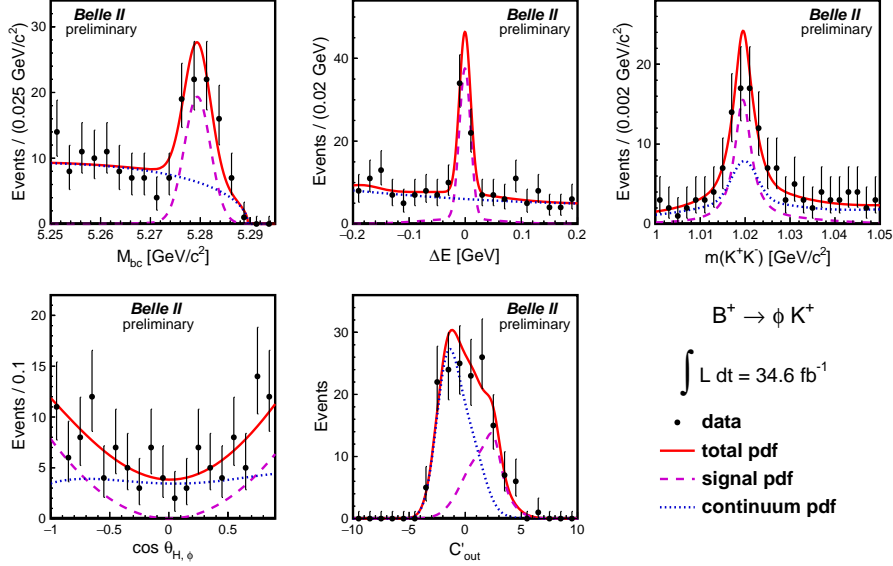 Belle II
preliminary
Events / (0.025 GeV/c²)
0
10
20
30
5.25
5.26
5.27
5.28
5.29
M_bc [GeV/c²]
Belle II
preliminary
Events / (0.02 GeV)
0
20
40
60
−0.2
−0.1
0
0.1
0.2
ΔE [GeV]
Belle II
preliminary
Events / (0.002 GeV/c²)
0
10
20
1
1.01
1.02
1.03
1.04
1.05
m(K⁺K⁻) [GeV/c²]
Belle II
preliminary
Events / 0.1
0
5
10
15
20
−1
−0.5
0
0.5
cos θ_H, ϕ
Belle II
preliminary
Events
0
10
20
30
−10
−5
0
5
10
C'_out
B⁺ → ϕ K⁺
∫ L dt = 34.6 fb⁻¹
data
total pdf
signal pdf
continuum pdf